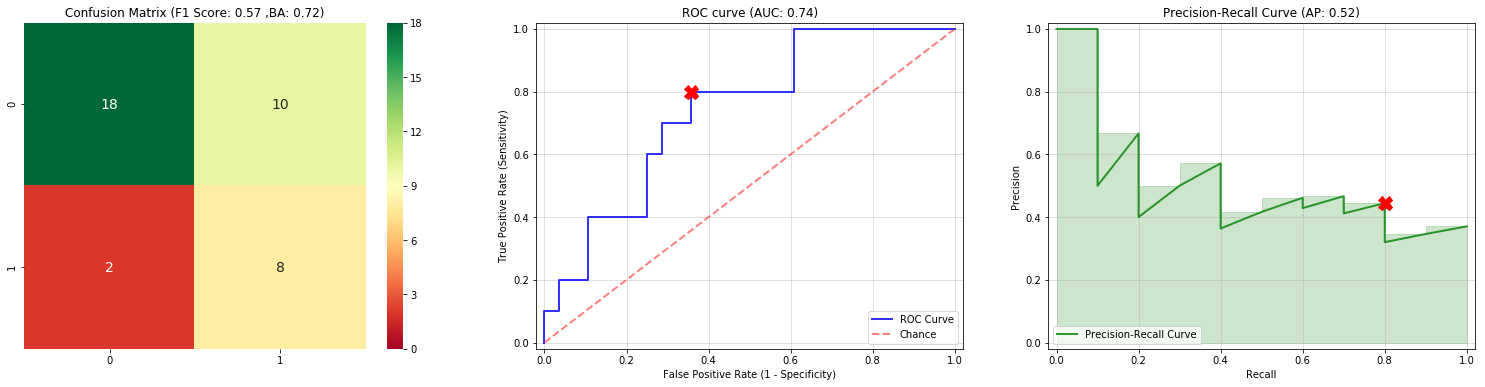 Confusion Matrix (F1 Score: 0.57 ,BA: 0.72)
0
1
18
10
2
8
0
1
18
15
12
9
6
3
0
ROC curve (AUC: 0.74)
True Positive Rate (Sensitivity)
1.0
0.8
0.6
0.4
0.2
0.0
ROC Curve
Chance
0.0 0.2 0.4 0.6 0.8 1.0
False Positive Rate (1 - Specificity)
Precision-Recall Curve (AP: 0.52)
Precision
1.0
0.8
0.6
0.4
0.2
0.0
Precision-Recall Curve
0.0 0.2 0.4 0.6 0.8 1.0
Recall